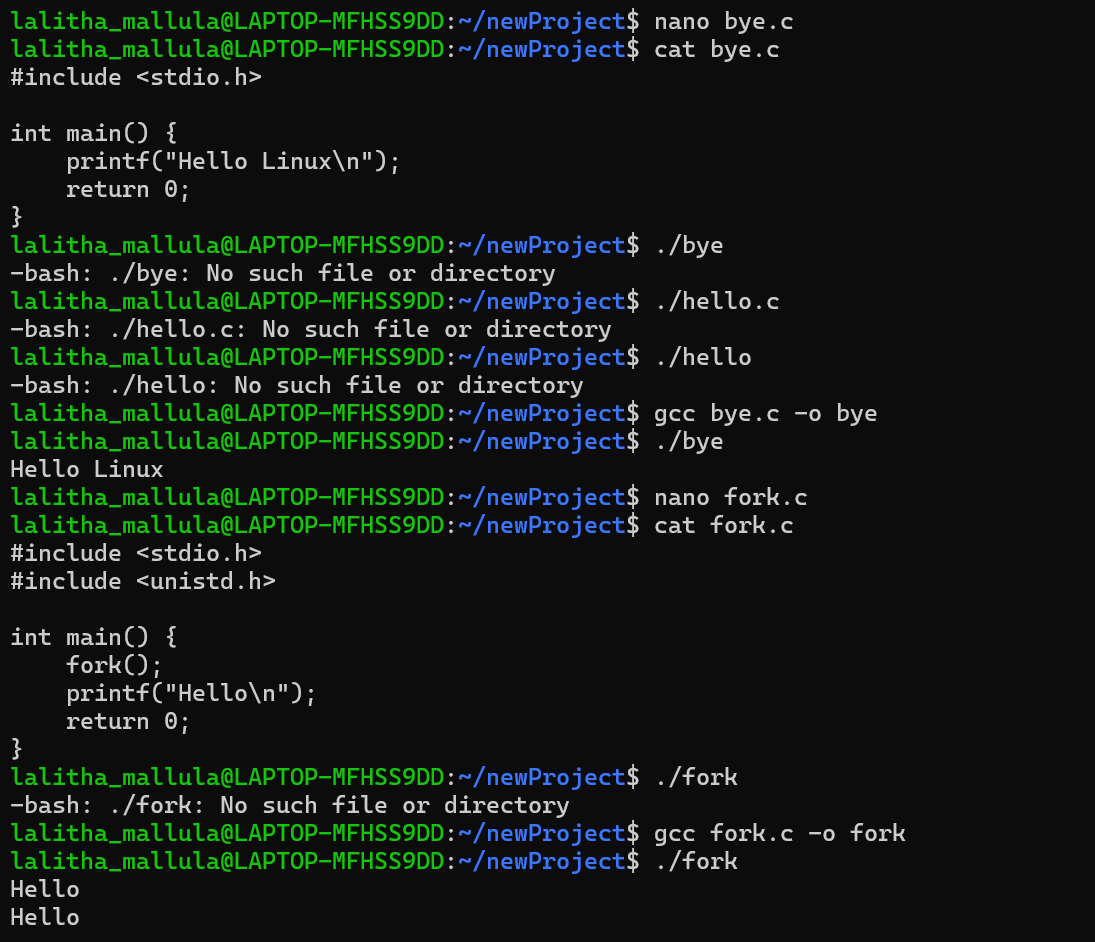 lalitha_mallula@LAPTOP-MFHSS9DD:~/newProject$ nano bye.c
lalitha_mallula@LAPTOP-MFHSS9DD:~/newProject$ cat bye.c
#include <stdio.h>

int main() {
    printf("Hello Linux\n");
    return 0;
}
lalitha_mallula@LAPTOP-MFHSS9DD:~/newProject$ ./bye
-bash: ./bye: No such file or directory
lalitha_mallula@LAPTOP-MFHSS9DD:~/newProject$ ./hello.c
-bash: ./hello.c: No such file or directory
lalitha_mallula@LAPTOP-MFHSS9DD:~/newProject$ ./hello
-bash: ./hello: No such file or directory
lalitha_mallula@LAPTOP-MFHSS9DD:~/newProject$ gcc bye.c -o bye
lalitha_mallula@LAPTOP-MFHSS9DD:~/newProject$ ./bye
Hello Linux
lalitha_mallula@LAPTOP-MFHSS9DD:~/newProject$ nano fork.c
lalitha_mallula@LAPTOP-MFHSS9DD:~/newProject$ cat fork.c
#include <stdio.h>
#include <unistd.h>

int main() {
    fork();
    printf("Hello\n");
    return 0;
}
lalitha_mallula@LAPTOP-MFHSS9DD:~/newProject$ ./fork
-bash: ./fork: No such file or directory
lalitha_mallula@LAPTOP-MFHSS9DD:~/newProject$ gcc fork.c -o fork
lalitha_mallula@LAPTOP-MFHSS9DD:~/newProject$ ./fork
Hello
Hello